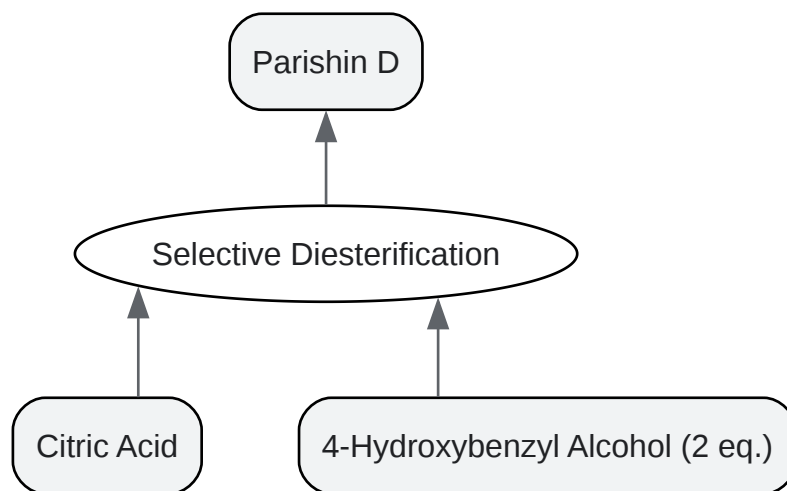 Parishin D
Selective Diesterification
Citric Acid
4-Hydroxybenzyl Alcohol (2 eq.)